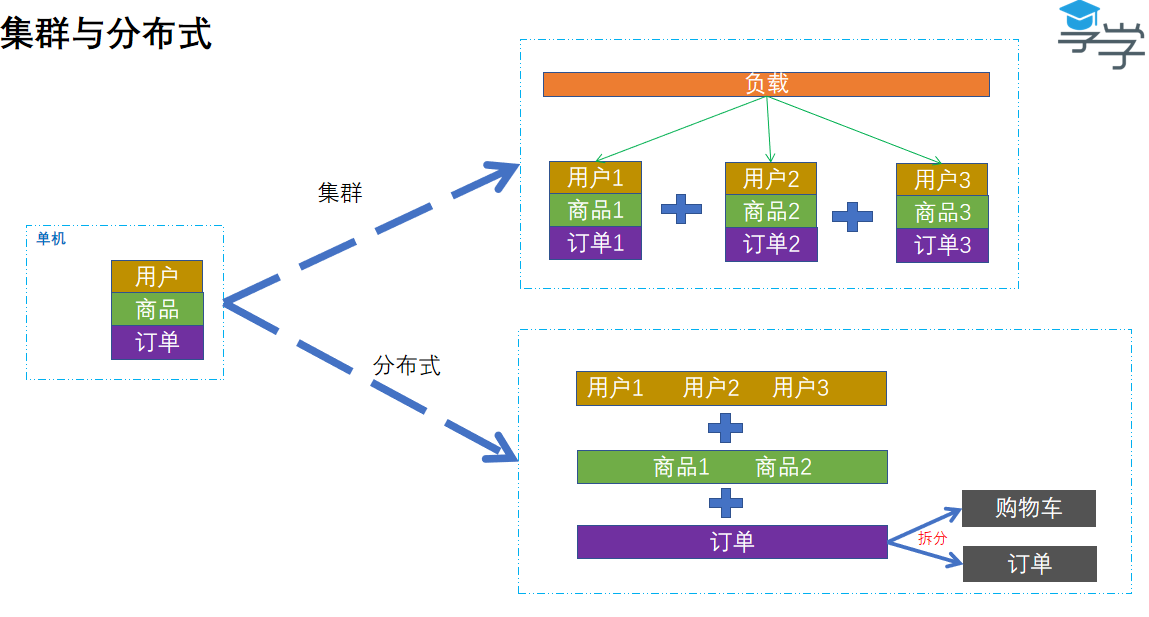 集群与分布式
享学
负载
集群
用户1
商品1
订单1
用户2
商品2
订单2
用户3
商品3
订单3
单机
用户
商品
订单
分布式
用户1 用户2 用户3
商品1 商品2
订单
拆分
购物车
订单